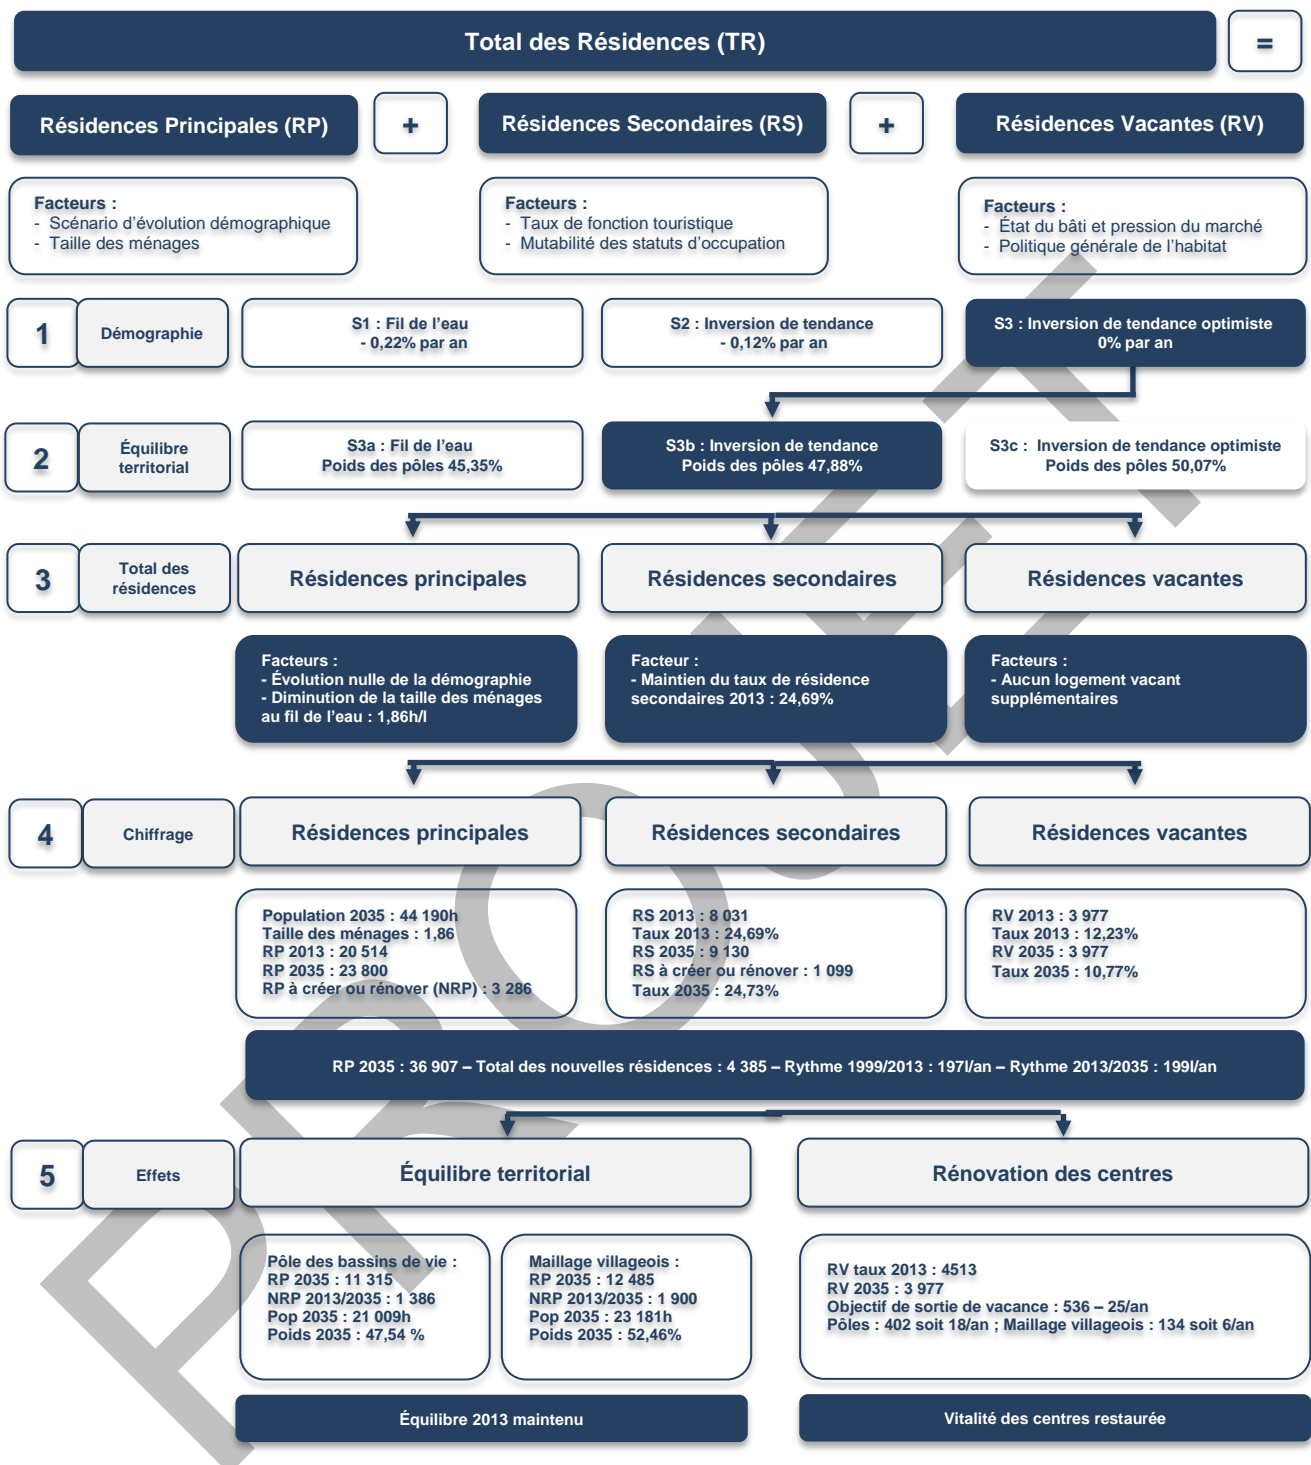 Total des Résidences (TR)
=
Résidences Principales (RP)
+
Résidences Secondaires (RS)
+
Résidences Vacantes (RV)
Facteurs :
- Scénario d'évolution démographique
- Taille des ménages
Facteurs :
- Taux de fonction touristique
- Mutabilité des statuts d'occupation
Facteurs :
- État du bâti et pression du marché
- Politique générale de l'habitat
1
Démographie
S1 : Fil de l'eau
- 0,22% par an
S2 : Inversion de tendance
- 0,12% par an
S3 : Inversion de tendance optimiste
0% par an
2
Équilibre
territorial
S3a : Fil de l'eau
Poids des pôles 45,35%
S3b : Inversion de tendance
Poids des pôles 47,88%
S3c : Inversion de tendance optimiste
Poids des pôles 50,07%
3
Total des
résidences
Résidences principales
Résidences secondaires
Résidences vacantes
Facteurs :
- Évolution nulle de la démographie
- Diminution de la taille des ménages
au fil de l'eau : 1,86h/l
Facteur :
- Maintien du taux de résidence
secondaires 2013 : 24,69%
Facteurs :
- Aucun logement vacant
supplémentaires
4
Chiffrage
Résidences principales
Résidences secondaires
Résidences vacantes
Population 2035 : 44 190h
Taille des ménages : 1,86
RP 2013 : 20 514
RP 2035 : 23 800
RP à créer ou rénover (NRP) : 3 286
RS 2013 : 8 031
Taux 2013 : 24,69%
RS 2035 : 9 130
RS à créer ou rénover : 1 099
Taux 2035 : 24,73%
RV 2013 : 3 977
Taux 2013 : 12,23%
RV 2035 : 3 977
Taux 2035 : 10,77%
RP 2035 : 36 907 – Total des nouvelles résidences : 4 385 – Rythme 1999/2013 : 197l/an – Rythme 2013/2035 : 199l/an
5
Effets
Équilibre territorial
Rénovation des centres
Pôle des bassins de vie :
RP 2035 : 11 315
NRP 2013/2035 : 1 386
Pop 2035 : 21 009h
Poids 2035 : 47,54 %
Maillage villageois :
RP 2035 : 12 485
NRP 2013/2035 : 1 900
Pop 2035 : 23 181h
Poids 2035 : 52,46%
RV taux 2013 : 4513
RV 2035 : 3 977
Objectif de sortie de vacance : 536 – 25/an
Pôles : 402 soit 18/an ; Maillage villageois : 134 soit 6/an
Équilibre 2013 maintenu
Vitalité des centres restaurée
PROJET